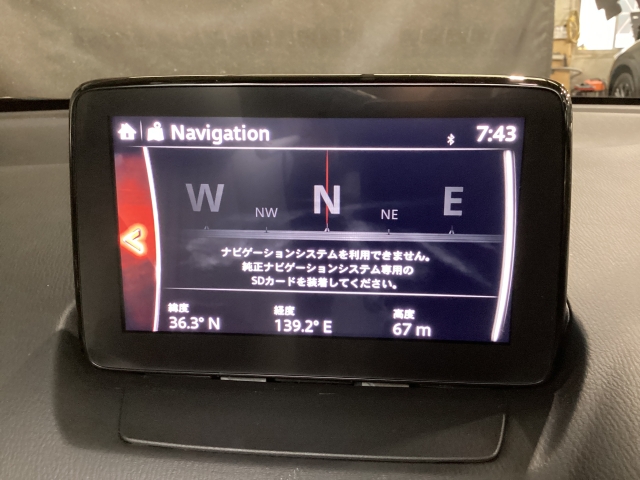 Navigation 7:43
W NW N NE E
ナビゲーションシステムを利用できません。
純正ナビゲーションシステム専用の
SDカードを装着してください。
緯度 経度 高度
36.3° N 139.2° E 67 m